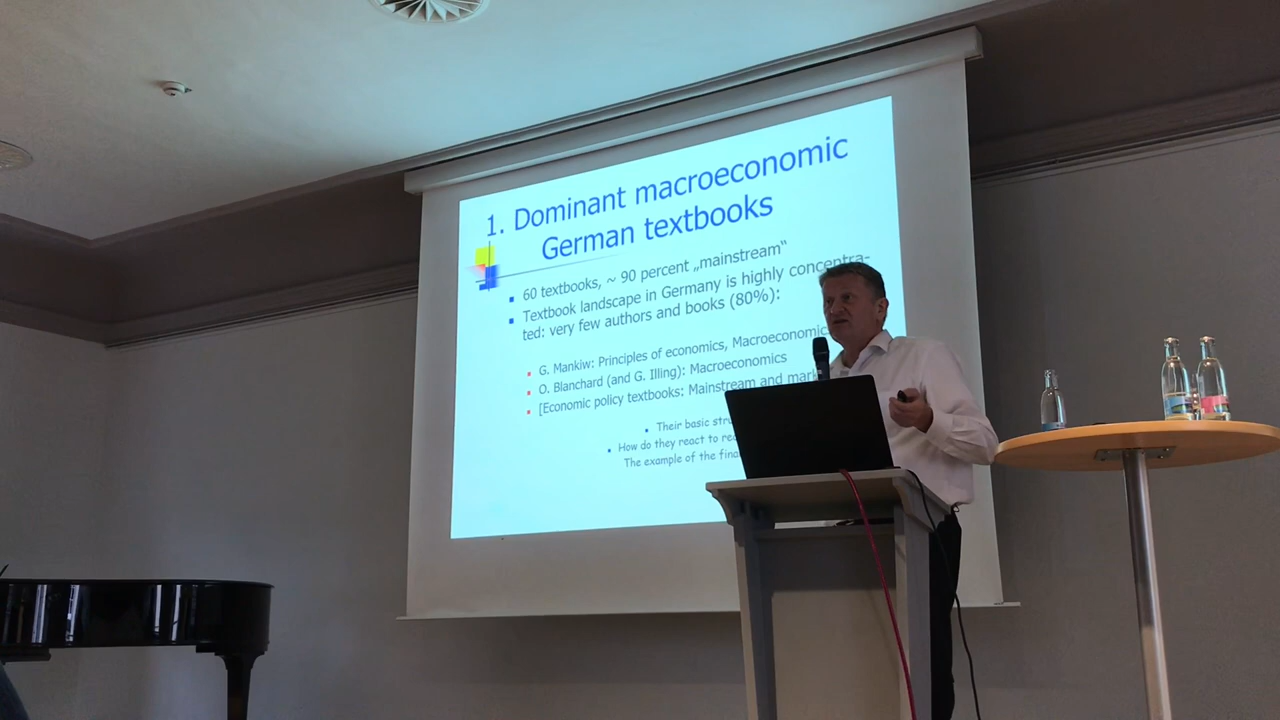 1. Dominant macroeconomic
German textbooks
60 textbooks, ~ 90 percent „mainstream“
Textbook landscape in Germany is highly concentra-
ted: very few authors and books (80%):
G. Mankiw: Principles of economics, Macroeconomic
O. Blanchard (and G. Illing): Macroeconomics
[Economic policy textbooks: Mainstream and
Their basic
How do they react to
The example of the